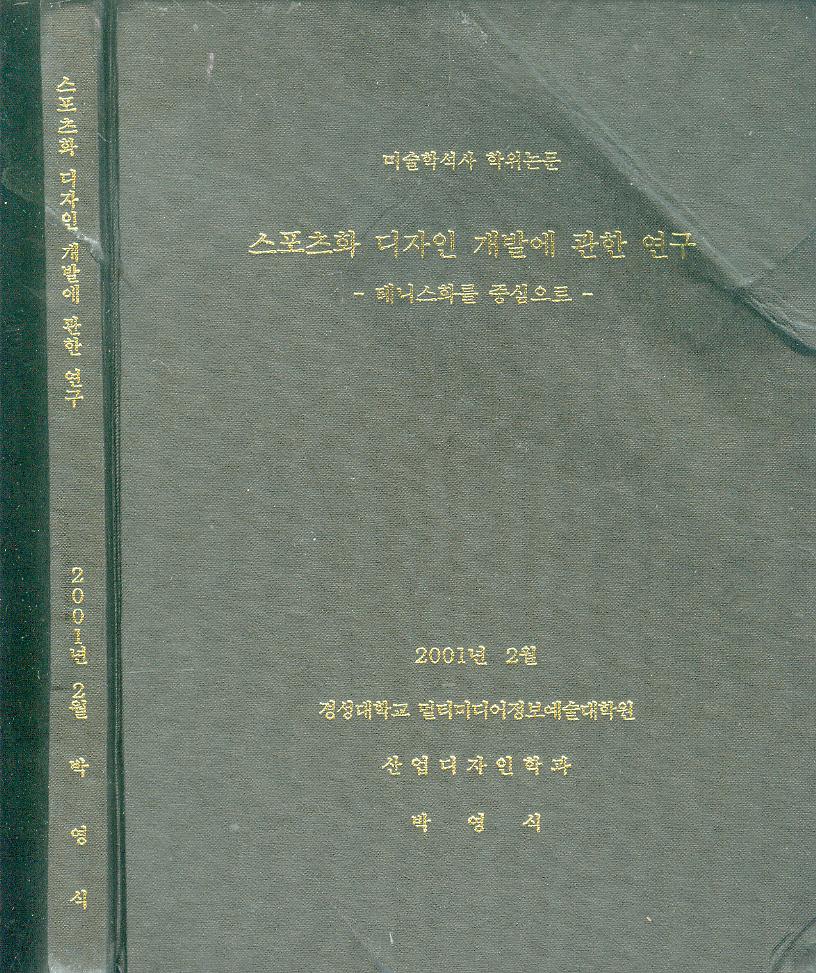 스포츠화 디자인 개발에 관한 연구
2001년 2월
박 영 식
미술학석사 학위논문
스포츠화 디자인 개발에 관한 연구
- 테니스화를 중심으로 -
2001년 2월
경성대학교 멀티미디어정보예술대학원
산업디자인학과
박 영 식